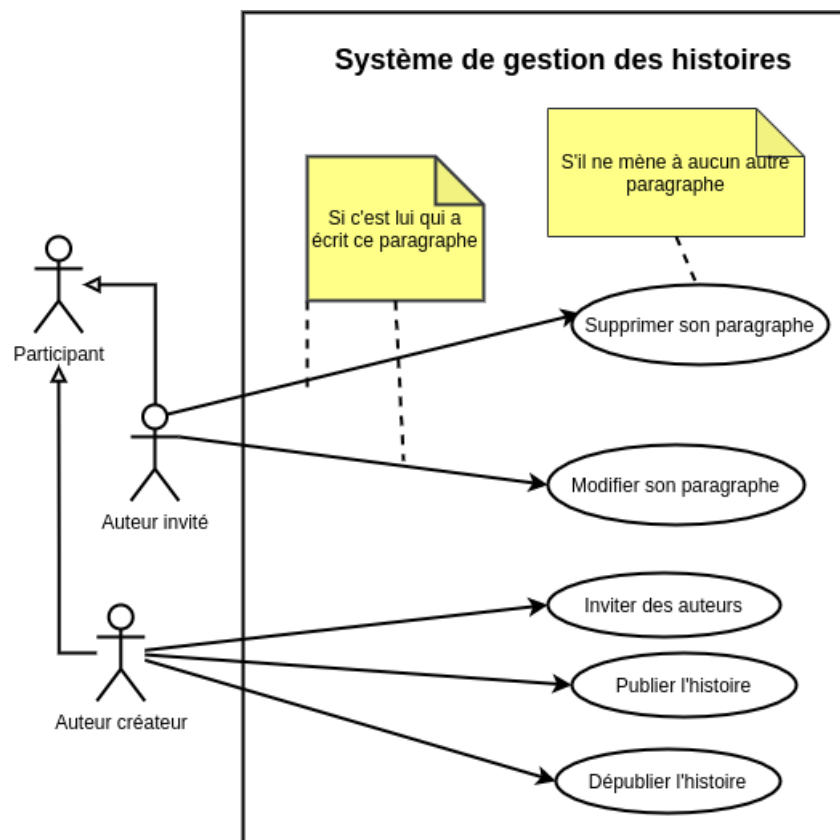 Système de gestion des histoires
S'il ne mène à aucun autre
paragraphe
Si c'est lui qui a
écrit ce paragraphe
Participant
Supprimer son paragraphe
Auteur invité
Modifier son paragraphe
Inviter des auteurs
Publier l'histoire
Auteur créateur
Dépublier l'histoire